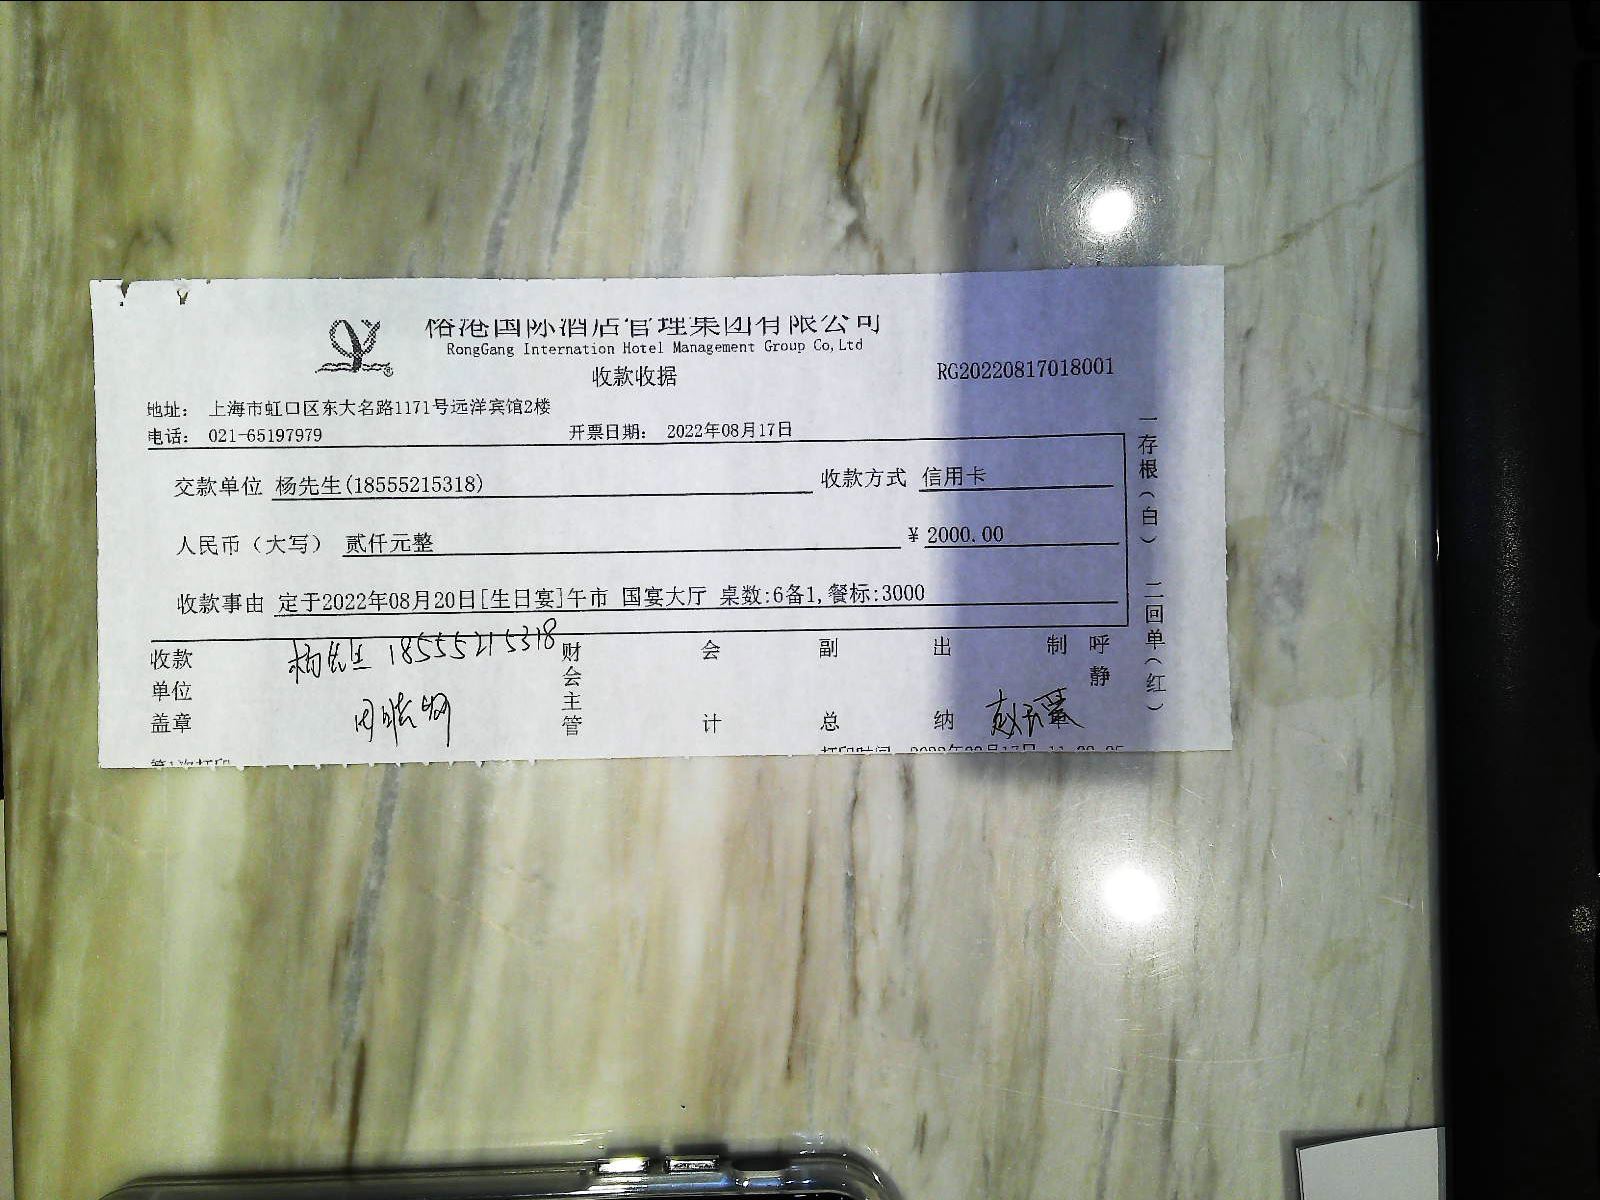 国际酒店管理集团有限公司
RongGang Internation Hotel Management Group Co,Ltd
收款收据
RG20220817018001
地址： 上海市虹口区东大名路1171号远洋宾馆2楼
电话： 021-65197979 开票日期： 2022年08月17日
交款单位 杨先生(18555215318) 收款方式 信用卡
人民币（大写） 贰仟元整 ¥ 2000.00
收款事由 定于2022年08月20日[生日宴]午市 国宴大厅 桌数:6备1,餐标:3000
收款单位盖章
杨先生 18555215318
财会主管
会计
副总
出纳
制
呼静
一存根（白） 二回单（红）